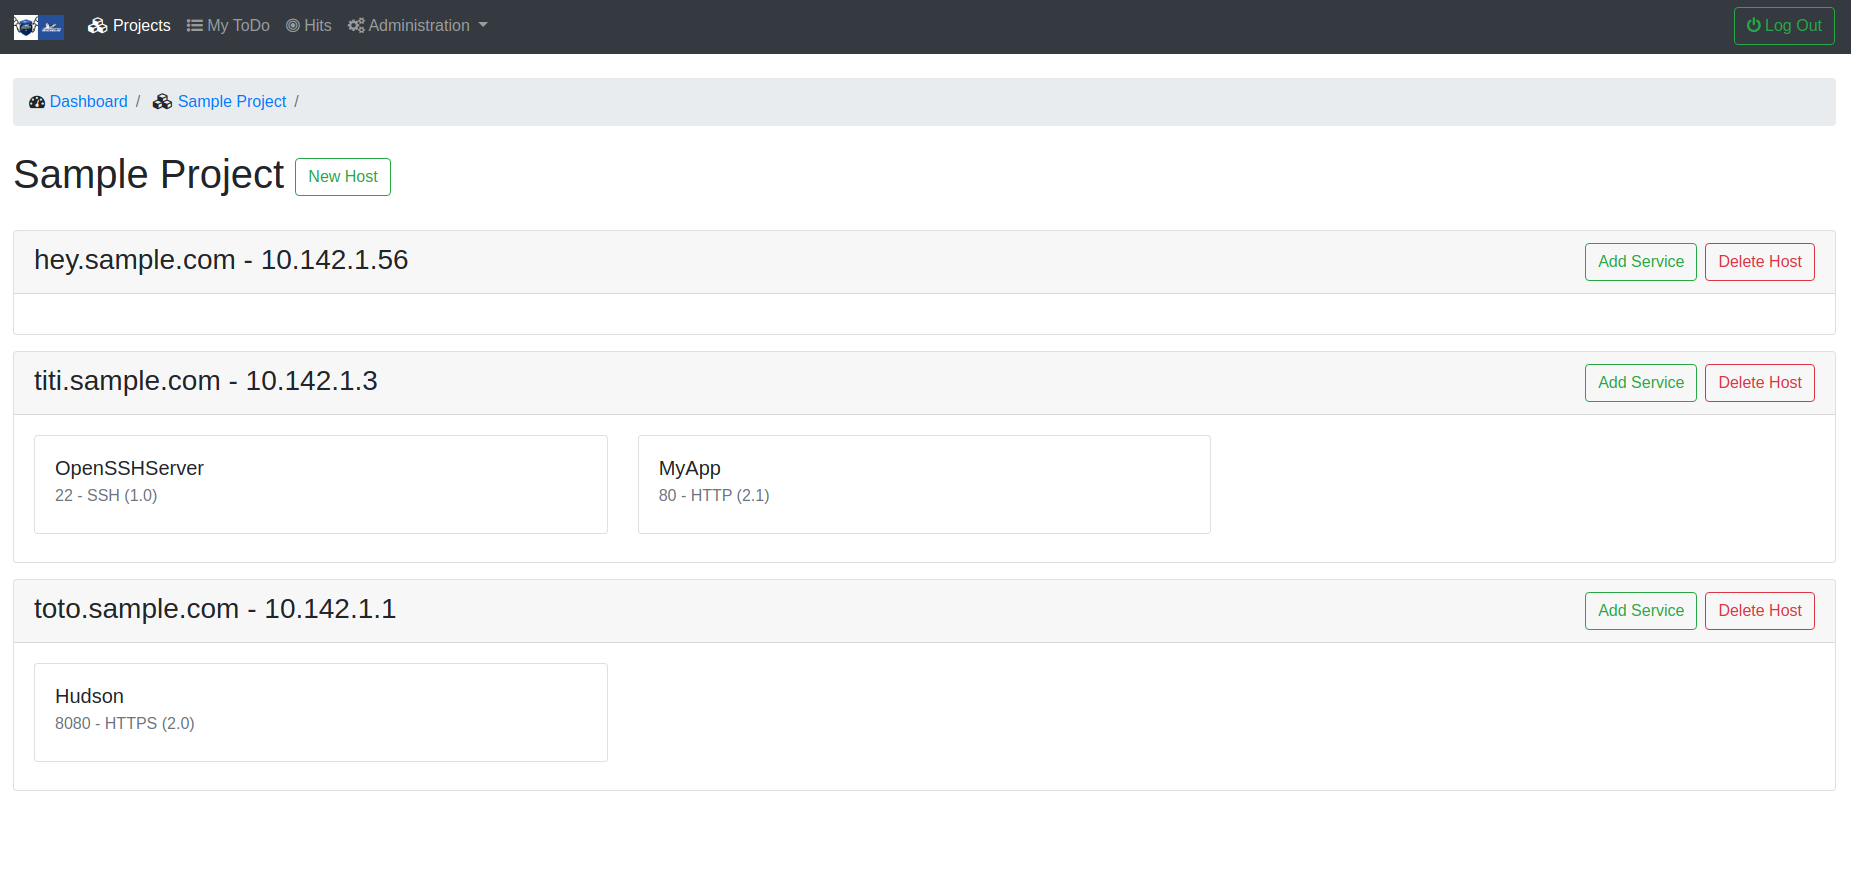 Projects My ToDo Hits Administration Log Out
Dashboard / Sample Project /
Sample Project New Host
hey.sample.com - 10.142.1.56 Add Service Delete Host
titi.sample.com - 10.142.1.3 Add Service Delete Host
OpenSSHServer MyApp
22 - SSH (1.0) 80 - HTTP (2.1)
toto.sample.com - 10.142.1.1 Add Service Delete Host
Hudson
8080 - HTTPS (2.0)